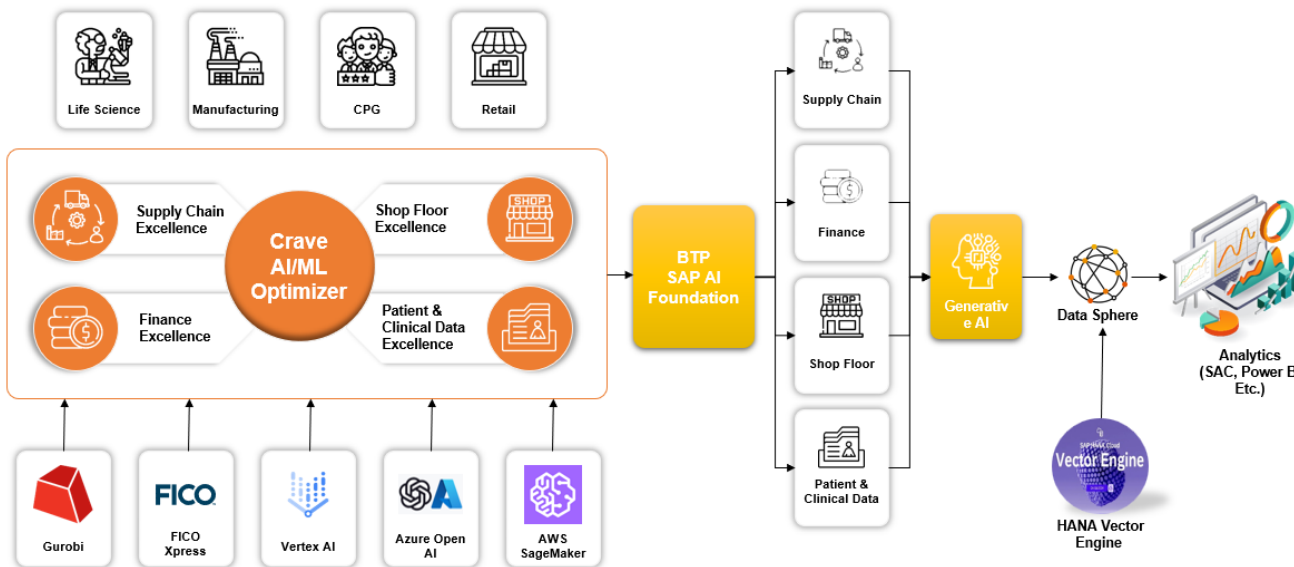 Life Science
Manufacturing
CPG
Retail
Supply Chain
Excellence
Finance
Excellence
Crave
AI/ML
Optimizer
SHOP
Shop Floor
Excellence
Patient &
Clinical Data
Excellence
Gurobi
FICO
FICO
Xpress
Vertex AI
Azure Open
AI
AWS
SageMaker
BTP
SAP AI
Foundation
Supply Chain
Finance
SHOP
Shop Floor
Patient &
Clinical Data
Generativ
e AI
Data Sphere
SAP HANA Cloud
Vector Engine
HANA Vector
Engine
Analytics
(SAC, Power B
Etc.)